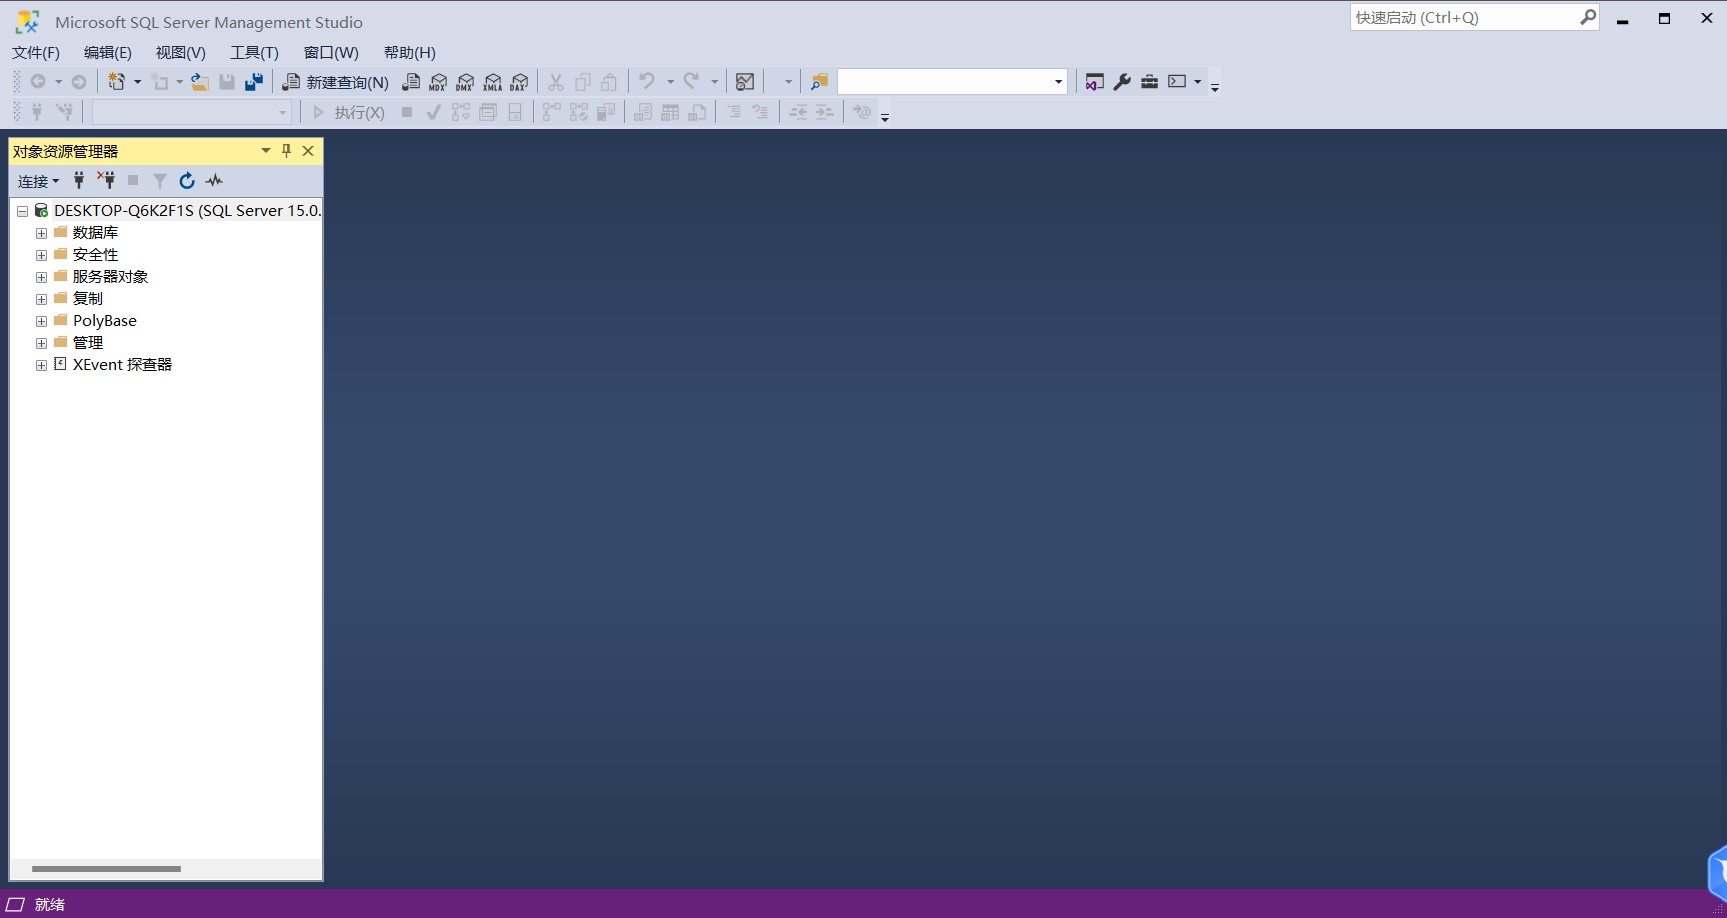 Microsoft SQL Server Management Studio
快速启动 (Ctrl+Q)
文件(F) 编辑(E) 视图(V) 工具(T) 窗口(W) 帮助(H)
新建查询(N) MDX DMX XMLA DAX
执行(X)
对象资源管理器
连接
DESKTOP-Q6K2F1S (SQL Server 15.0.
数据库
安全性
服务器对象
复制
PolyBase
管理
XEvent 探查器
就绪